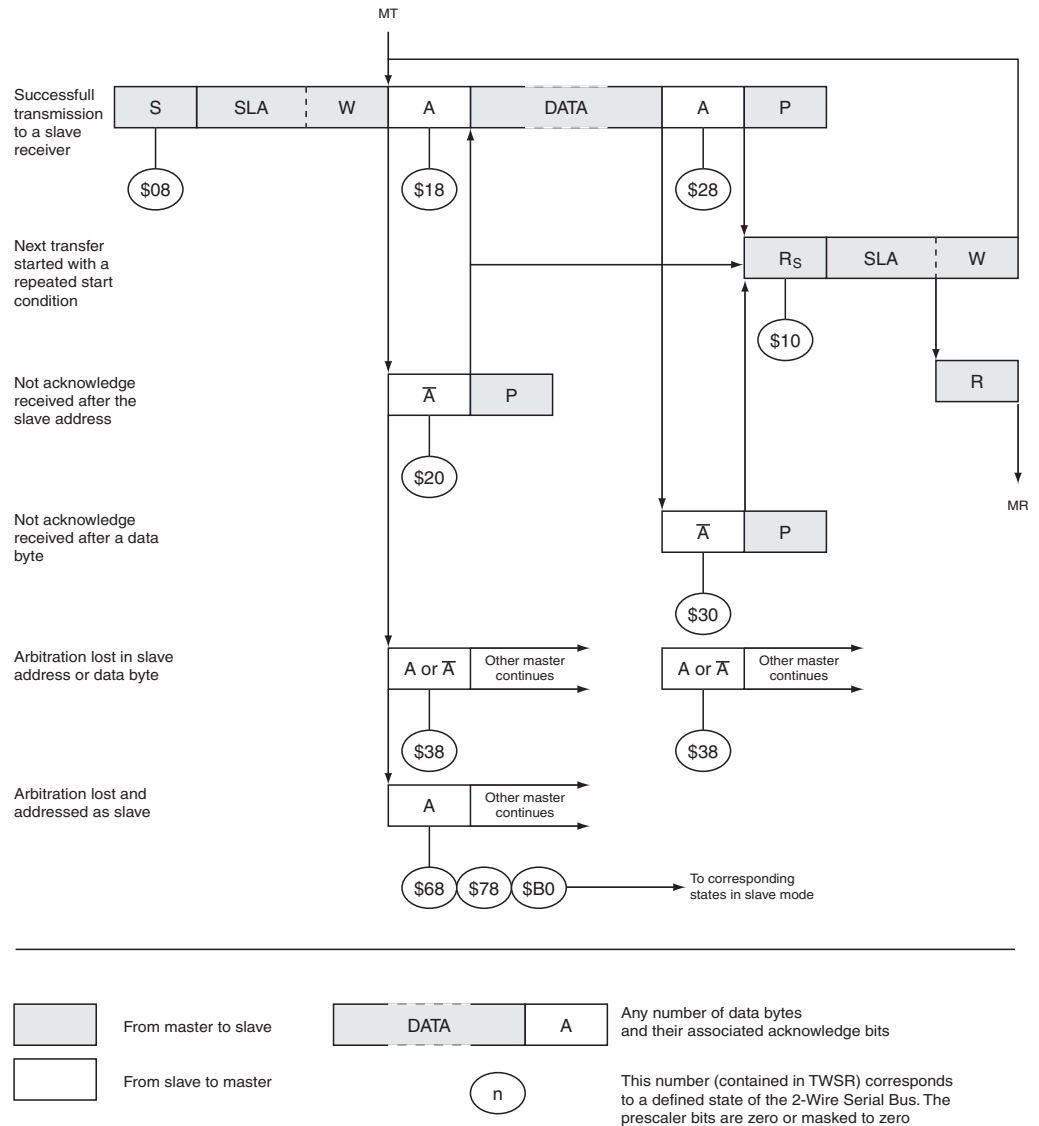 MT
Successfull
transmission
to a slave
receiver
S SLA W A DATA A P
$08 $18 $28
Next transfer
started with a
repeated start
condition
RS SLA W
$10
Not acknowledge
received after the
slave address
A̅ P
R
$20
MR
Not acknowledge
received after a data
byte
A̅ P
$30
Arbitration lost in slave
address or data byte
A or A̅
Other master
continues
A or A̅
Other master
continues
$38 $38
Arbitration lost and
addressed as slave
A
Other master
continues
$68 $78 $B0
To corresponding
states in slave mode
From master to slave
DATA A
Any number of data bytes
and their associated acknowledge bits
From slave to master
n
This number (contained in TWSR) corresponds
to a defined state of the 2-Wire Serial Bus. The
prescaler bits are zero or masked to zero